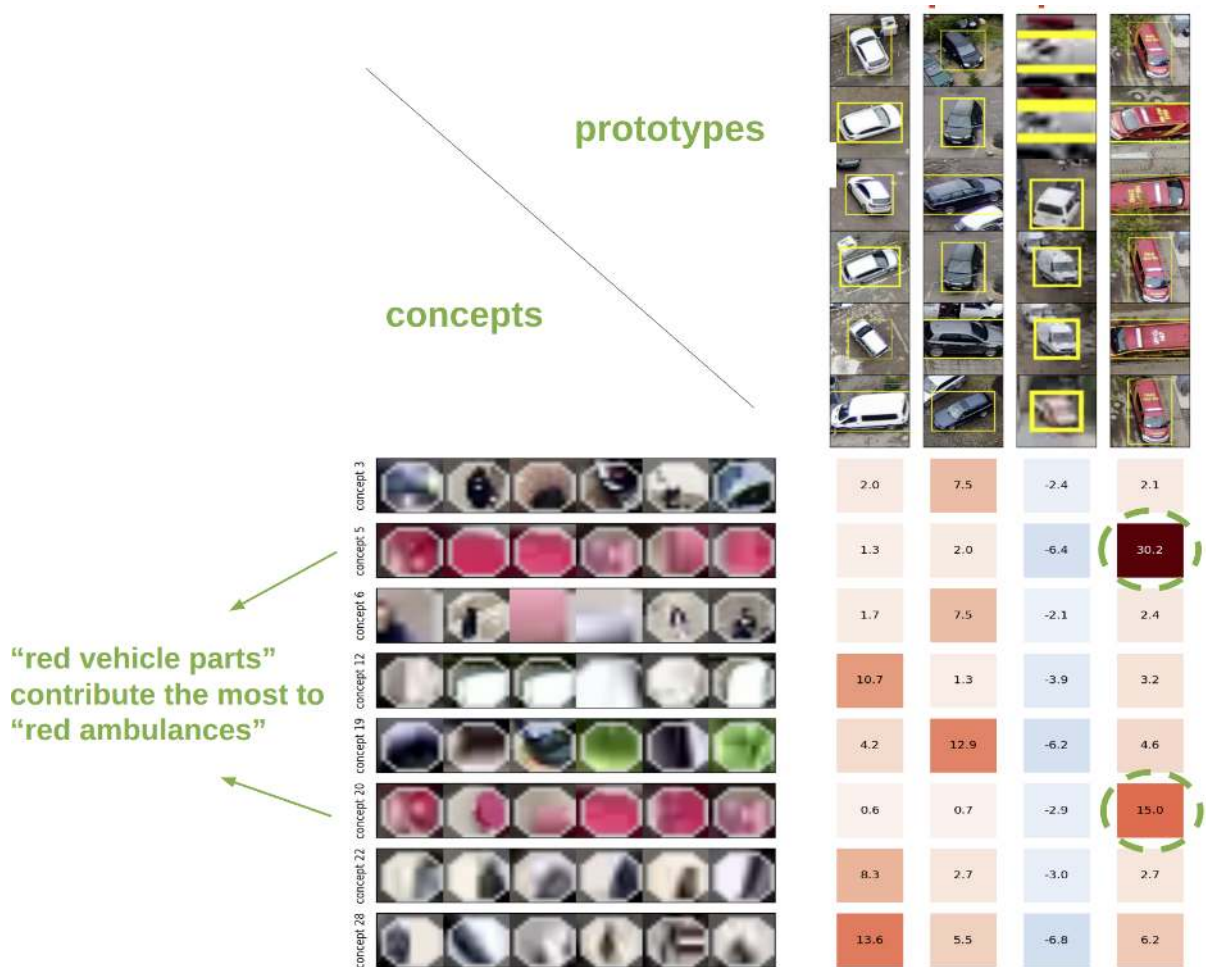 prototypes
concepts
concept 3
2.0 7.5 -2.4 2.1
concept 5
1.3 2.0 -6.4 30.2
concept 6
1.7 7.5 -2.1 2.4
“red vehicle parts”
contribute the most to
“red ambulances”
concept 12
10.7 1.3 -3.9 3.2
concept 19
4.2 12.9 -6.2 4.6
concept 20
0.6 0.7 -2.9 15.0
concept 22
8.3 2.7 -3.0 2.7
concept 28
13.6 5.5 -6.8 6.2